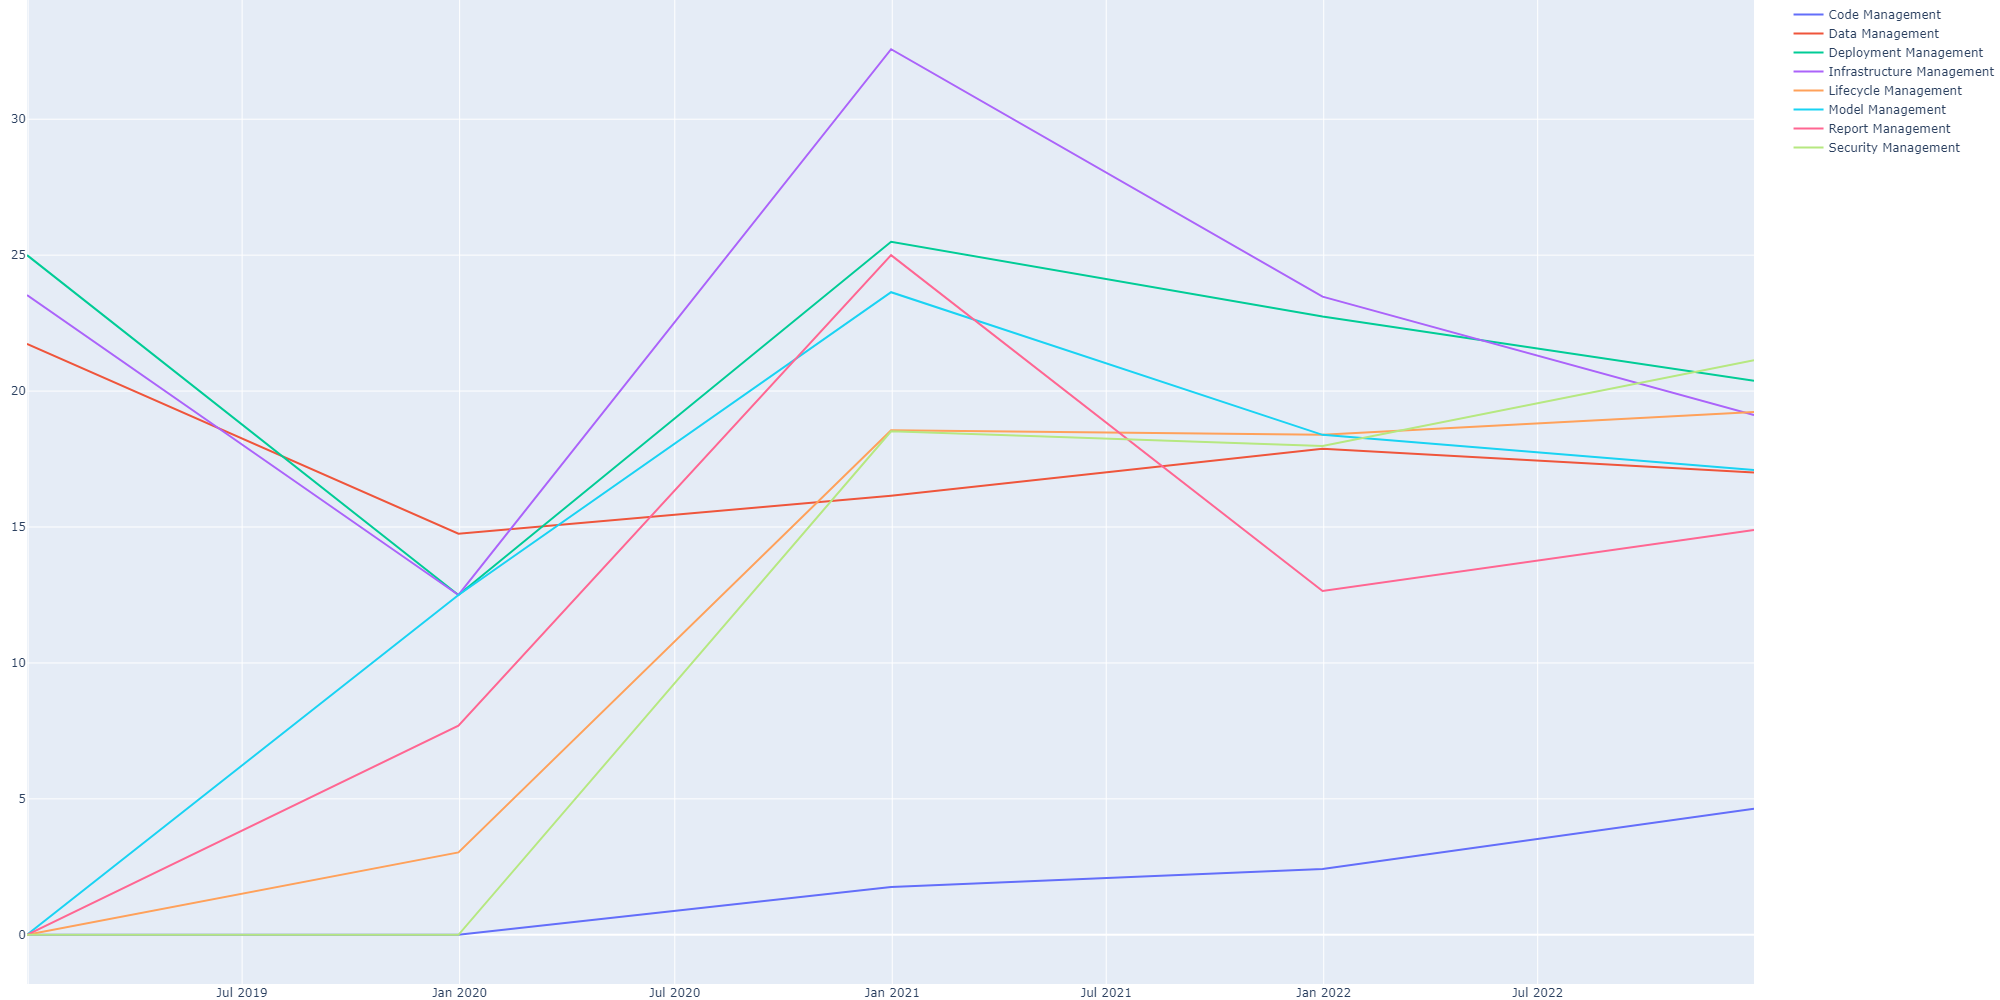 Code Management
Data Management
Deployment Management
Infrastructure Management
Lifecycle Management
Model Management
Report Management
Security Management
30
25
20
15
10
5
0
Jul 2019
Jan 2020
Jul 2020
Jan 2021
Jul 2021
Jan 2022
Jul 2022